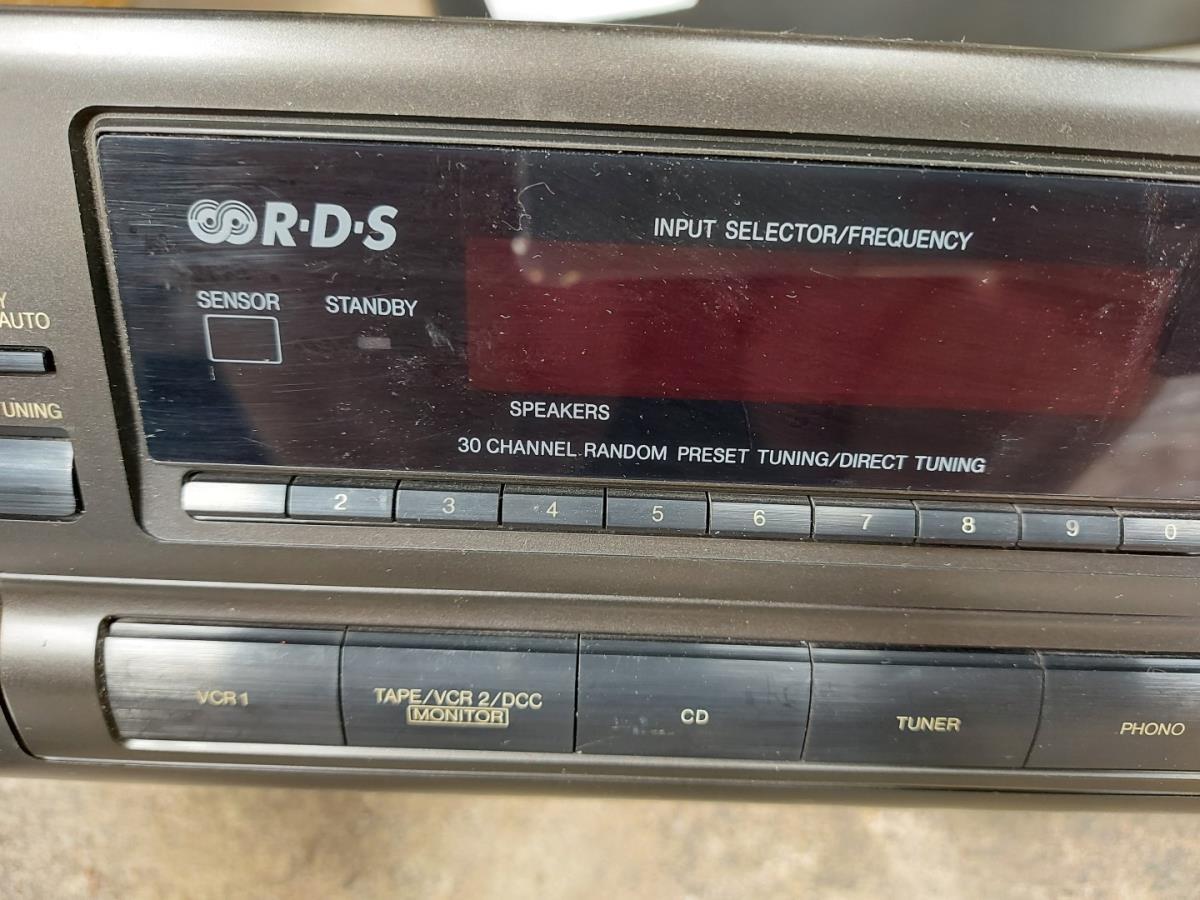 R·D·S
INPUT SELECTOR/FREQUENCY
SENSOR
STANDBY
Y
AUTO
TUNING
SPEAKERS
30 CHANNEL RANDOM PRESET TUNING/DIRECT TUNING
2 3 4 5 6 7 8 9 0
VCR 1
TAPE/VCR 2/DCC
MONITOR
CD
TUNER
PHONO